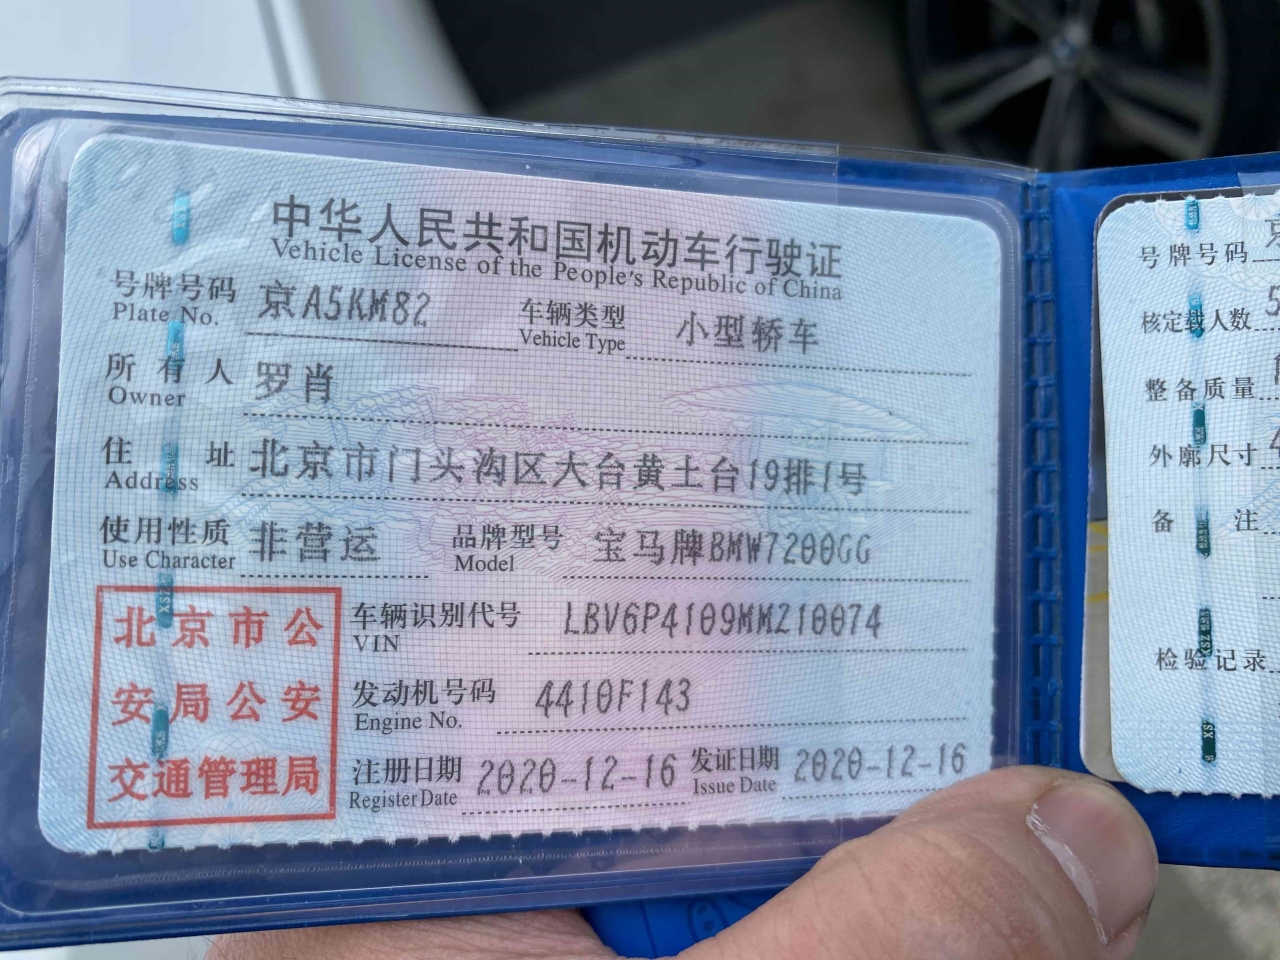 中华人民共和国机动车行驶证
Vehicle License of the People's Republic of China
号牌号码 京A5KM82 车辆类型 小型轿车
Plate No. Vehicle Type
所有人 罗肖
Owner
住址 北京市门头沟区大台黄土台19排1号
Address
使用性质 非营运 品牌型号 宝马牌BMW7200GG
Use Character Model
北京市公
安局公安
交通管理局
车辆识别代号 LBV6P4109MMZ10074
VIN
发动机号码 4410F143
Engine No.
注册日期 2020-12-16 发证日期 2020-12-16
Register Date Issue Date
号牌号码
核定载人数 5
整备质量
外廓尺寸
备注
检验记录